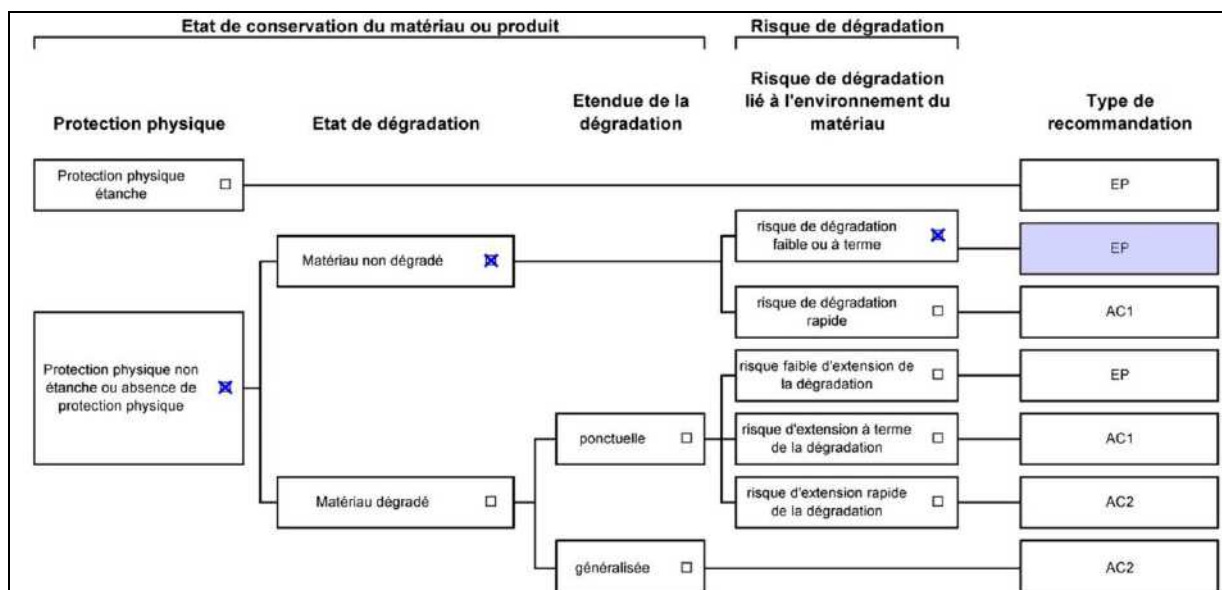 Etat de conservation du matériau ou produit
Risque de dégradation
Protection physique
Etat de dégradation
Etendue de la
dégradation
Risque de dégradation
lié à l'environnement du
matériau
Type de
recommandation
Protection physique
étanche
EP
risque de dégradation
faible ou à terme
EP
Matériau non dégradé
risque de dégradation
rapide
AC1
Protection physique non
étanche ou absence de
protection physique
risque faible d'extension de
la dégradation
EP
ponctuelle
risque d'extension à terme
de la dégradation
AC1
Matériau dégradé
risque d'extension rapide
de la dégradation
AC2
généralisée
AC2